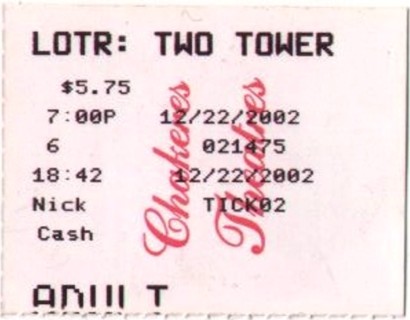 LOTR: TWO TOWER
$5.75
7:00P 12/22/2002
6 021475
18:42 12/22/2002
Nick TICK02
Cash
ADULT
Chakeres
Theatres